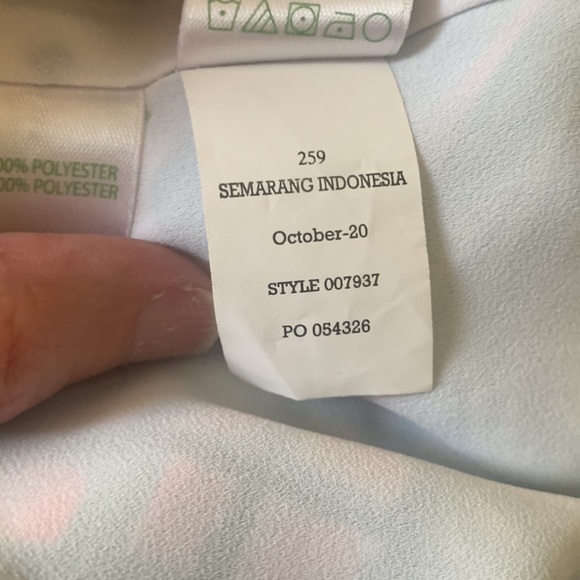 259
SEMARANG INDONESIA
October-20
STYLE 007937
PO 054326
00% POLYESTER
00% POLYESTER